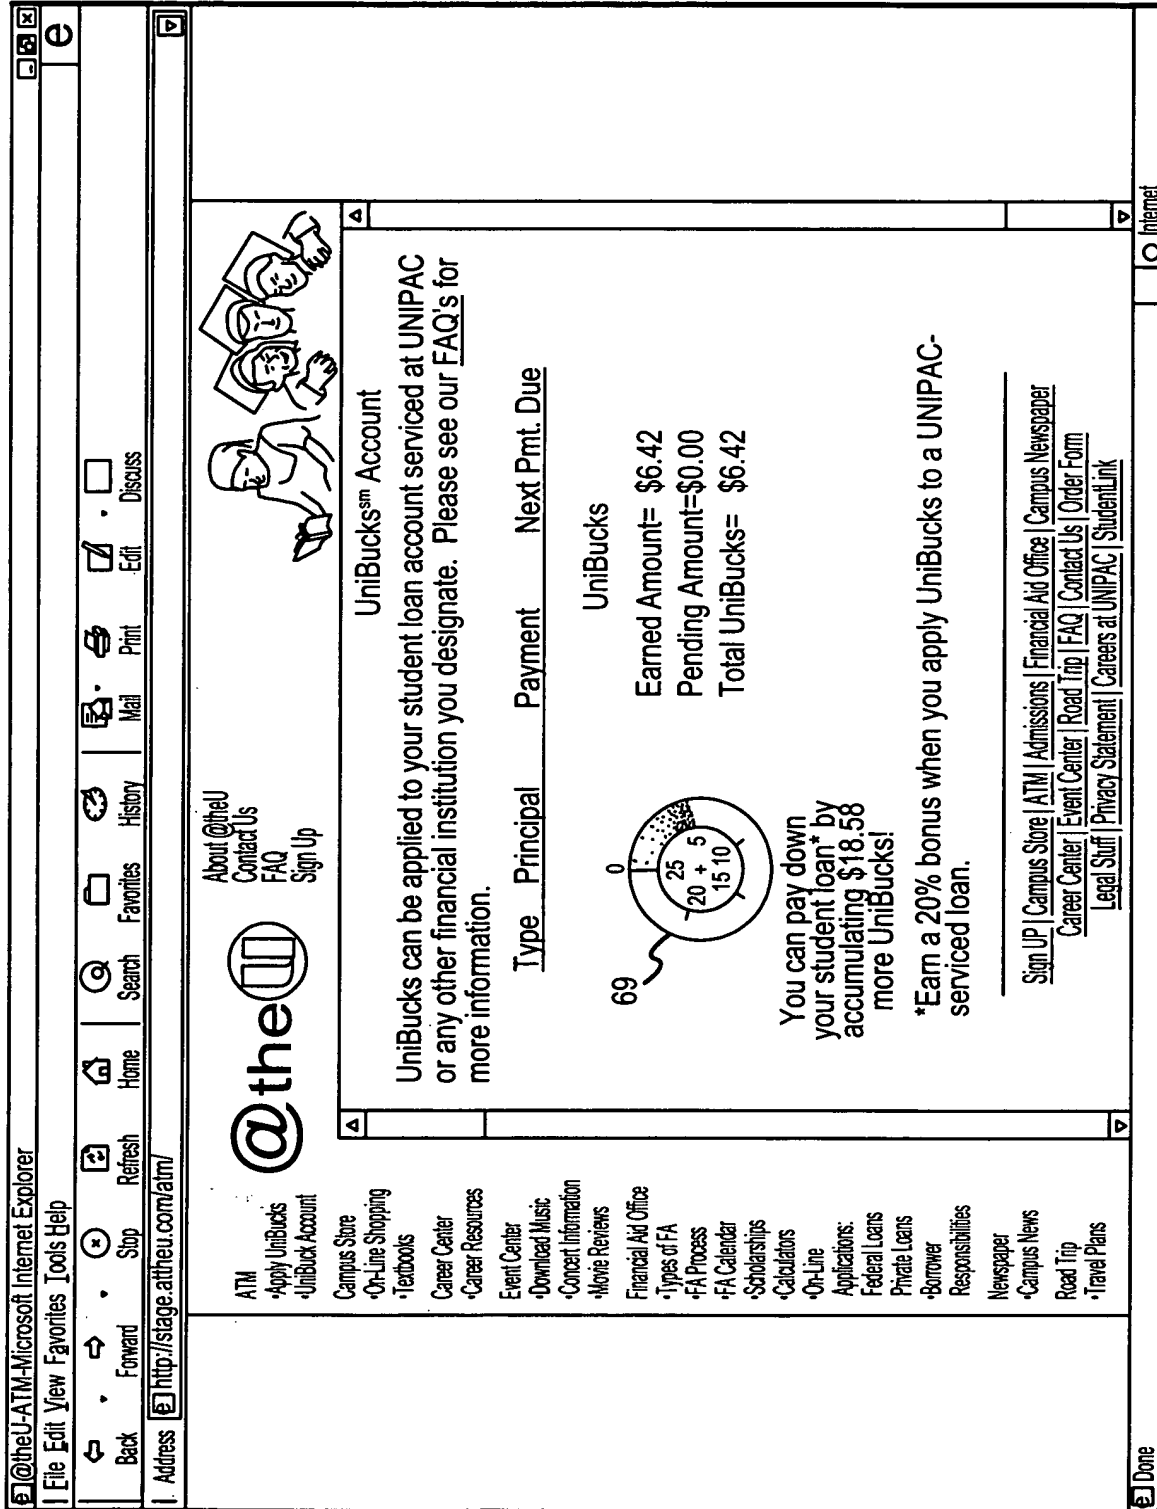 @theU-ATM-Microsoft Internet Explorer
File Edit View Favorites Tools Help
Back Forward Stop Refresh Home Search Favorites History Mail Print Edit Discuss
Address http://stage.attheu.com/atm/
@the u
About @theU
Contact Us
FAQ
Sign Up
ATM
•Apply UniBucks
•UniBuck Account
Campus Store
•On-Line Shopping
•Textbooks
Career Center
•Career Resources
Event Center
•Download Music
•Concert Information
•Movie Reviews
Financial Aid Office
•Types of FA
•FA Process
•FA Calendar
•Scholarships
•Calculators
•On-Line
Applications:
Federal Loans
Private Loans
•Borrower
Responsibilities
Newspaper
•Campus News
Road Trip
•Travel Plans
UniBucks℠ Account
UniBucks can be applied to your student loan account serviced at UNIPAC
or any other financial institution you designate. Please see our FAQ's for
more information.
Type Principal Payment Next Pmt. Due
69
0
25
20 + 5
15 10
UniBucks
Earned Amount= $6.42
Pending Amount=$0.00
Total UniBucks= $6.42
You can pay down
your student loan* by
accumulating $18.58
more UniBucks!
*Earn a 20% bonus when you apply UniBucks to a UNIPAC-
serviced loan.
Sign UP | Campus Store | ATM | Admissions | Financial Aid Office | Campus Newspaper
Career Center | Event Center | Road Trip | FAQ | Contact Us | Order Form
Legal Stuff | Privacy Statement | Careers at UNIPAC | StudentLink
Done
Internet